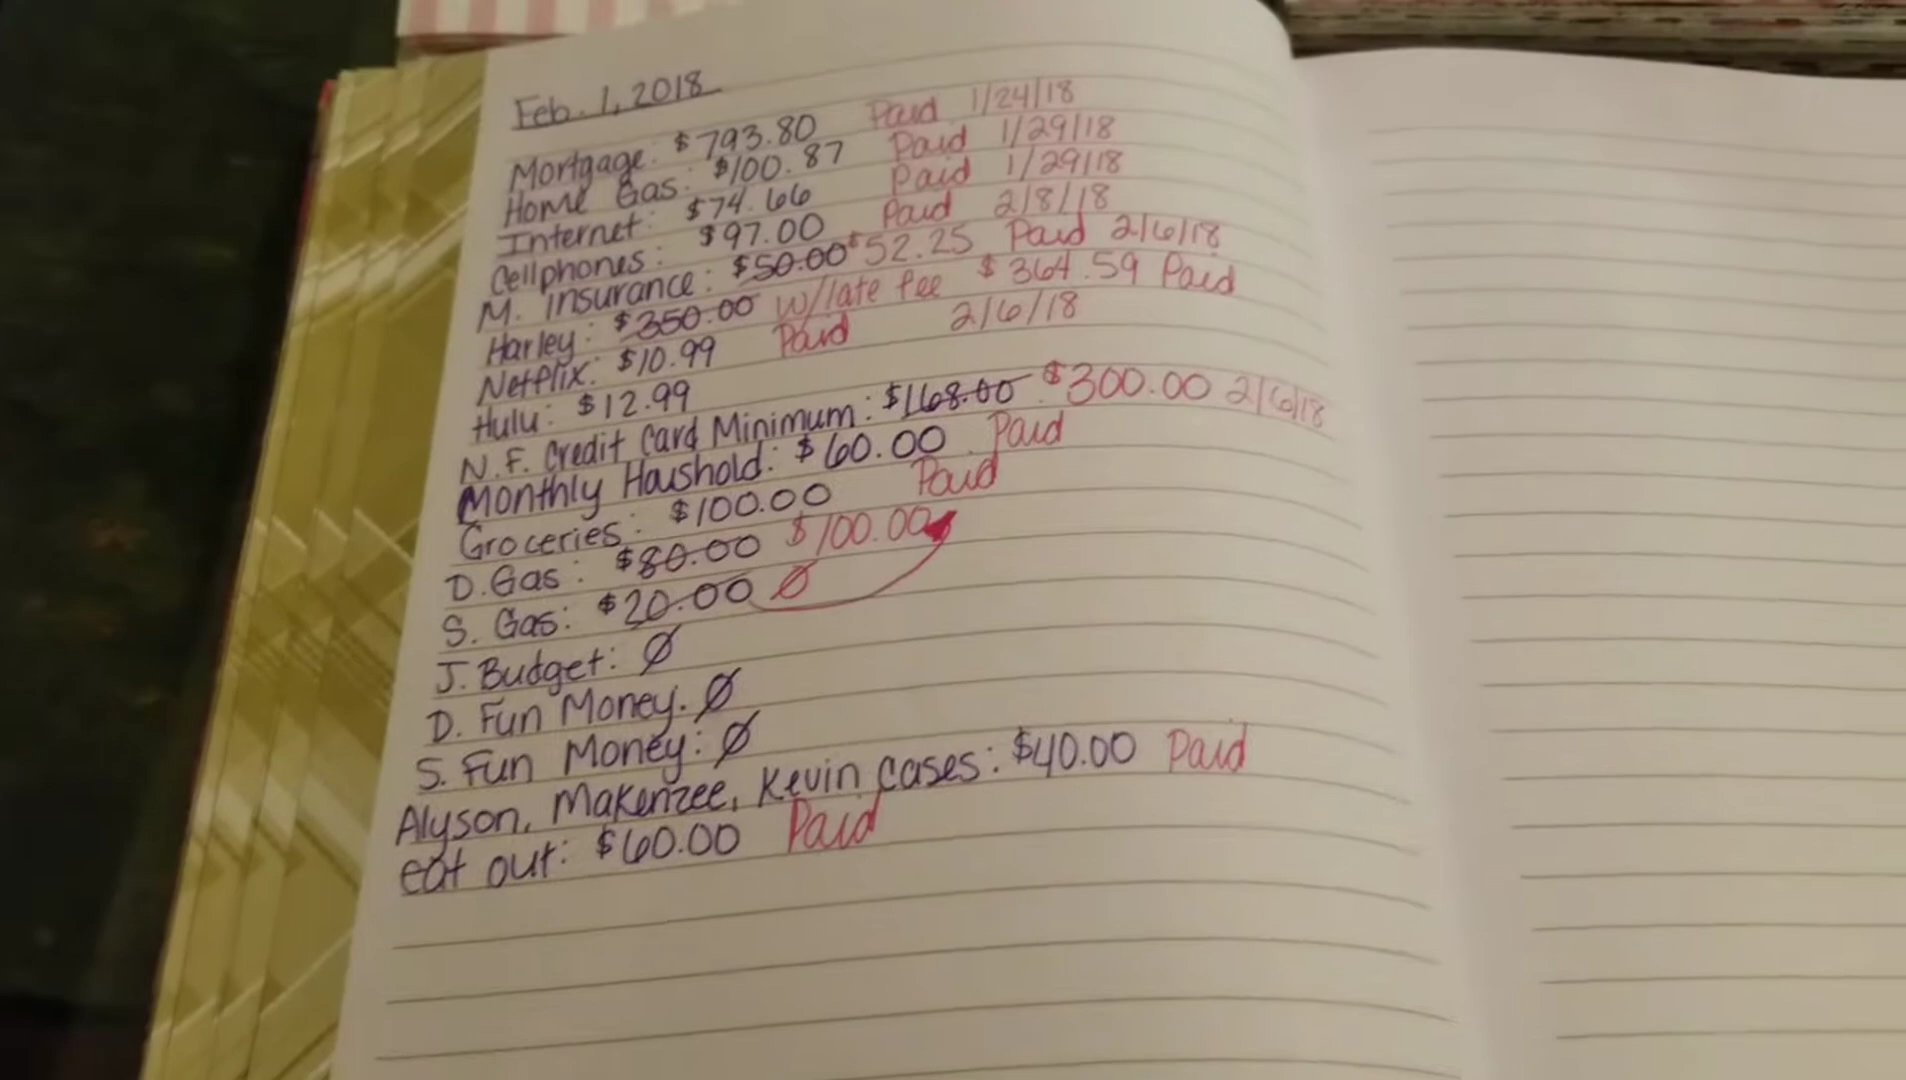 Feb. 1, 2018
Mortgage: $793.80 Paid 1/24/18
Home Gas: $100.87 Paid 1/29/18
Internet: $74.66 Paid 1/29/18
Cellphones: $97.00 Paid 2/8/18
M. Insurance: $50.00 $52.25 Paid 2/6/18
Harley: $350.00 w/late fee $364.59 Paid
Netflix: $10.99 Paid 2/6/18
Hulu: $12.99
N.F. Credit Card Minimum: $168.00 $300.00 2/6/18
Monthly Haushold: $60.00 Paid
Groceries: $100.00 Paid
D. Gas: $80.00 $100.00
S. Gas: $20.00 Ø
J. Budget: Ø
D. Fun Money: Ø
S. Fun Money: Ø
Alyson, Makenzee, Kevin cases: $40.00 Paid
eat out: $60.00 Paid